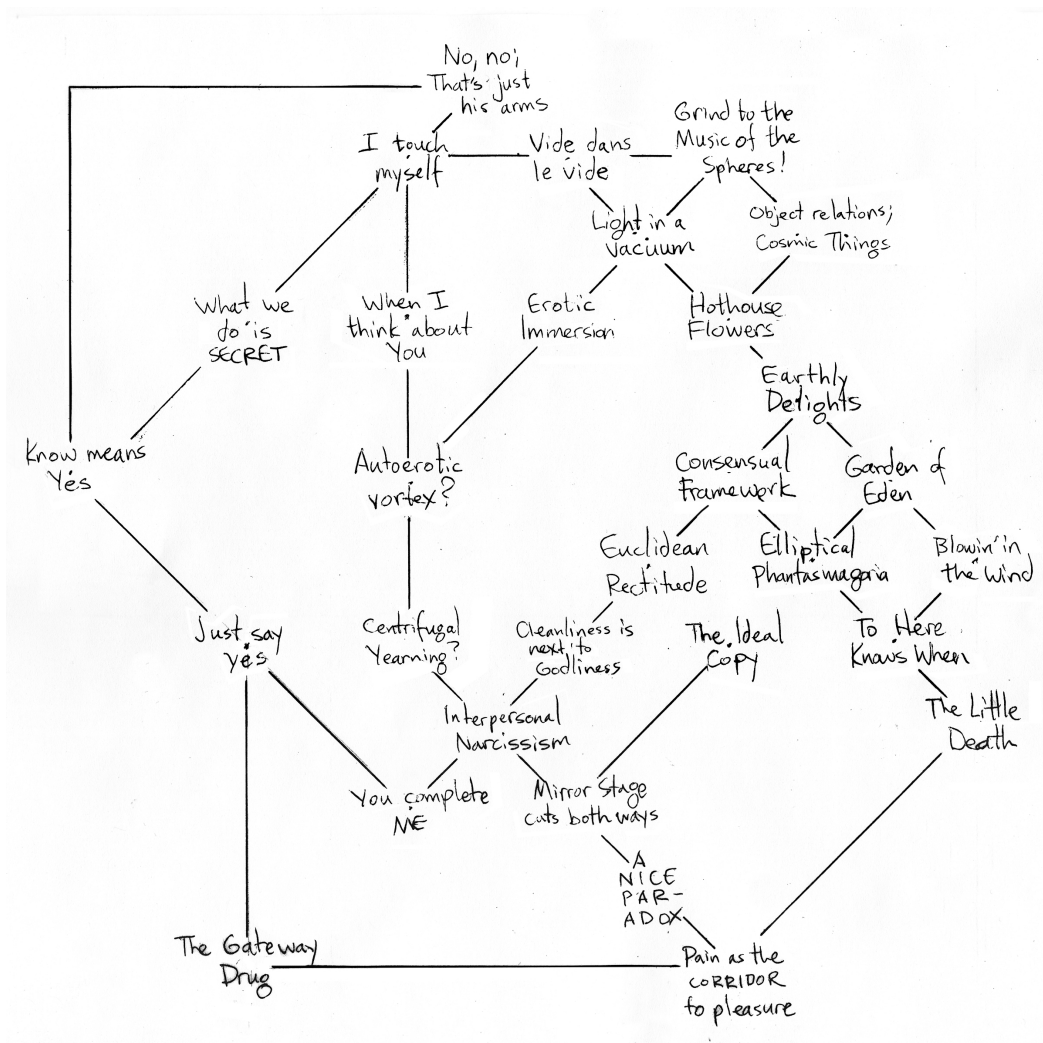 No, no;
That's just
his arms
I touch
myself
Vide dans
le vide
Grind to the
Music of the
Spheres!
Light in a
vacuum
Object relations;
Cosmic Things
What we
do is
SECRET
When I
think about
You
Erotic
Immersion
Hothouse
Flowers
Earthly
Delights
Know means
Yes
Autoerotic
vortex?
Consensual
Framework
Garden of
Eden
Euclidean
Rectitude
Elliptical
Phantasmagoria
Blowin' in
the Wind
Just say
yes
Centrifugal
Yearning?
Cleanliness is
next to
Godliness
The Ideal
Copy
To Here
Knows When
Interpersonal
Narcissism
The Little
Death
You complete
ME
Mirror Stage
cuts both ways
A
NICE
PAR-
ADOX
The Gateway
Drug
Pain as the
CORRIDOR
to pleasure